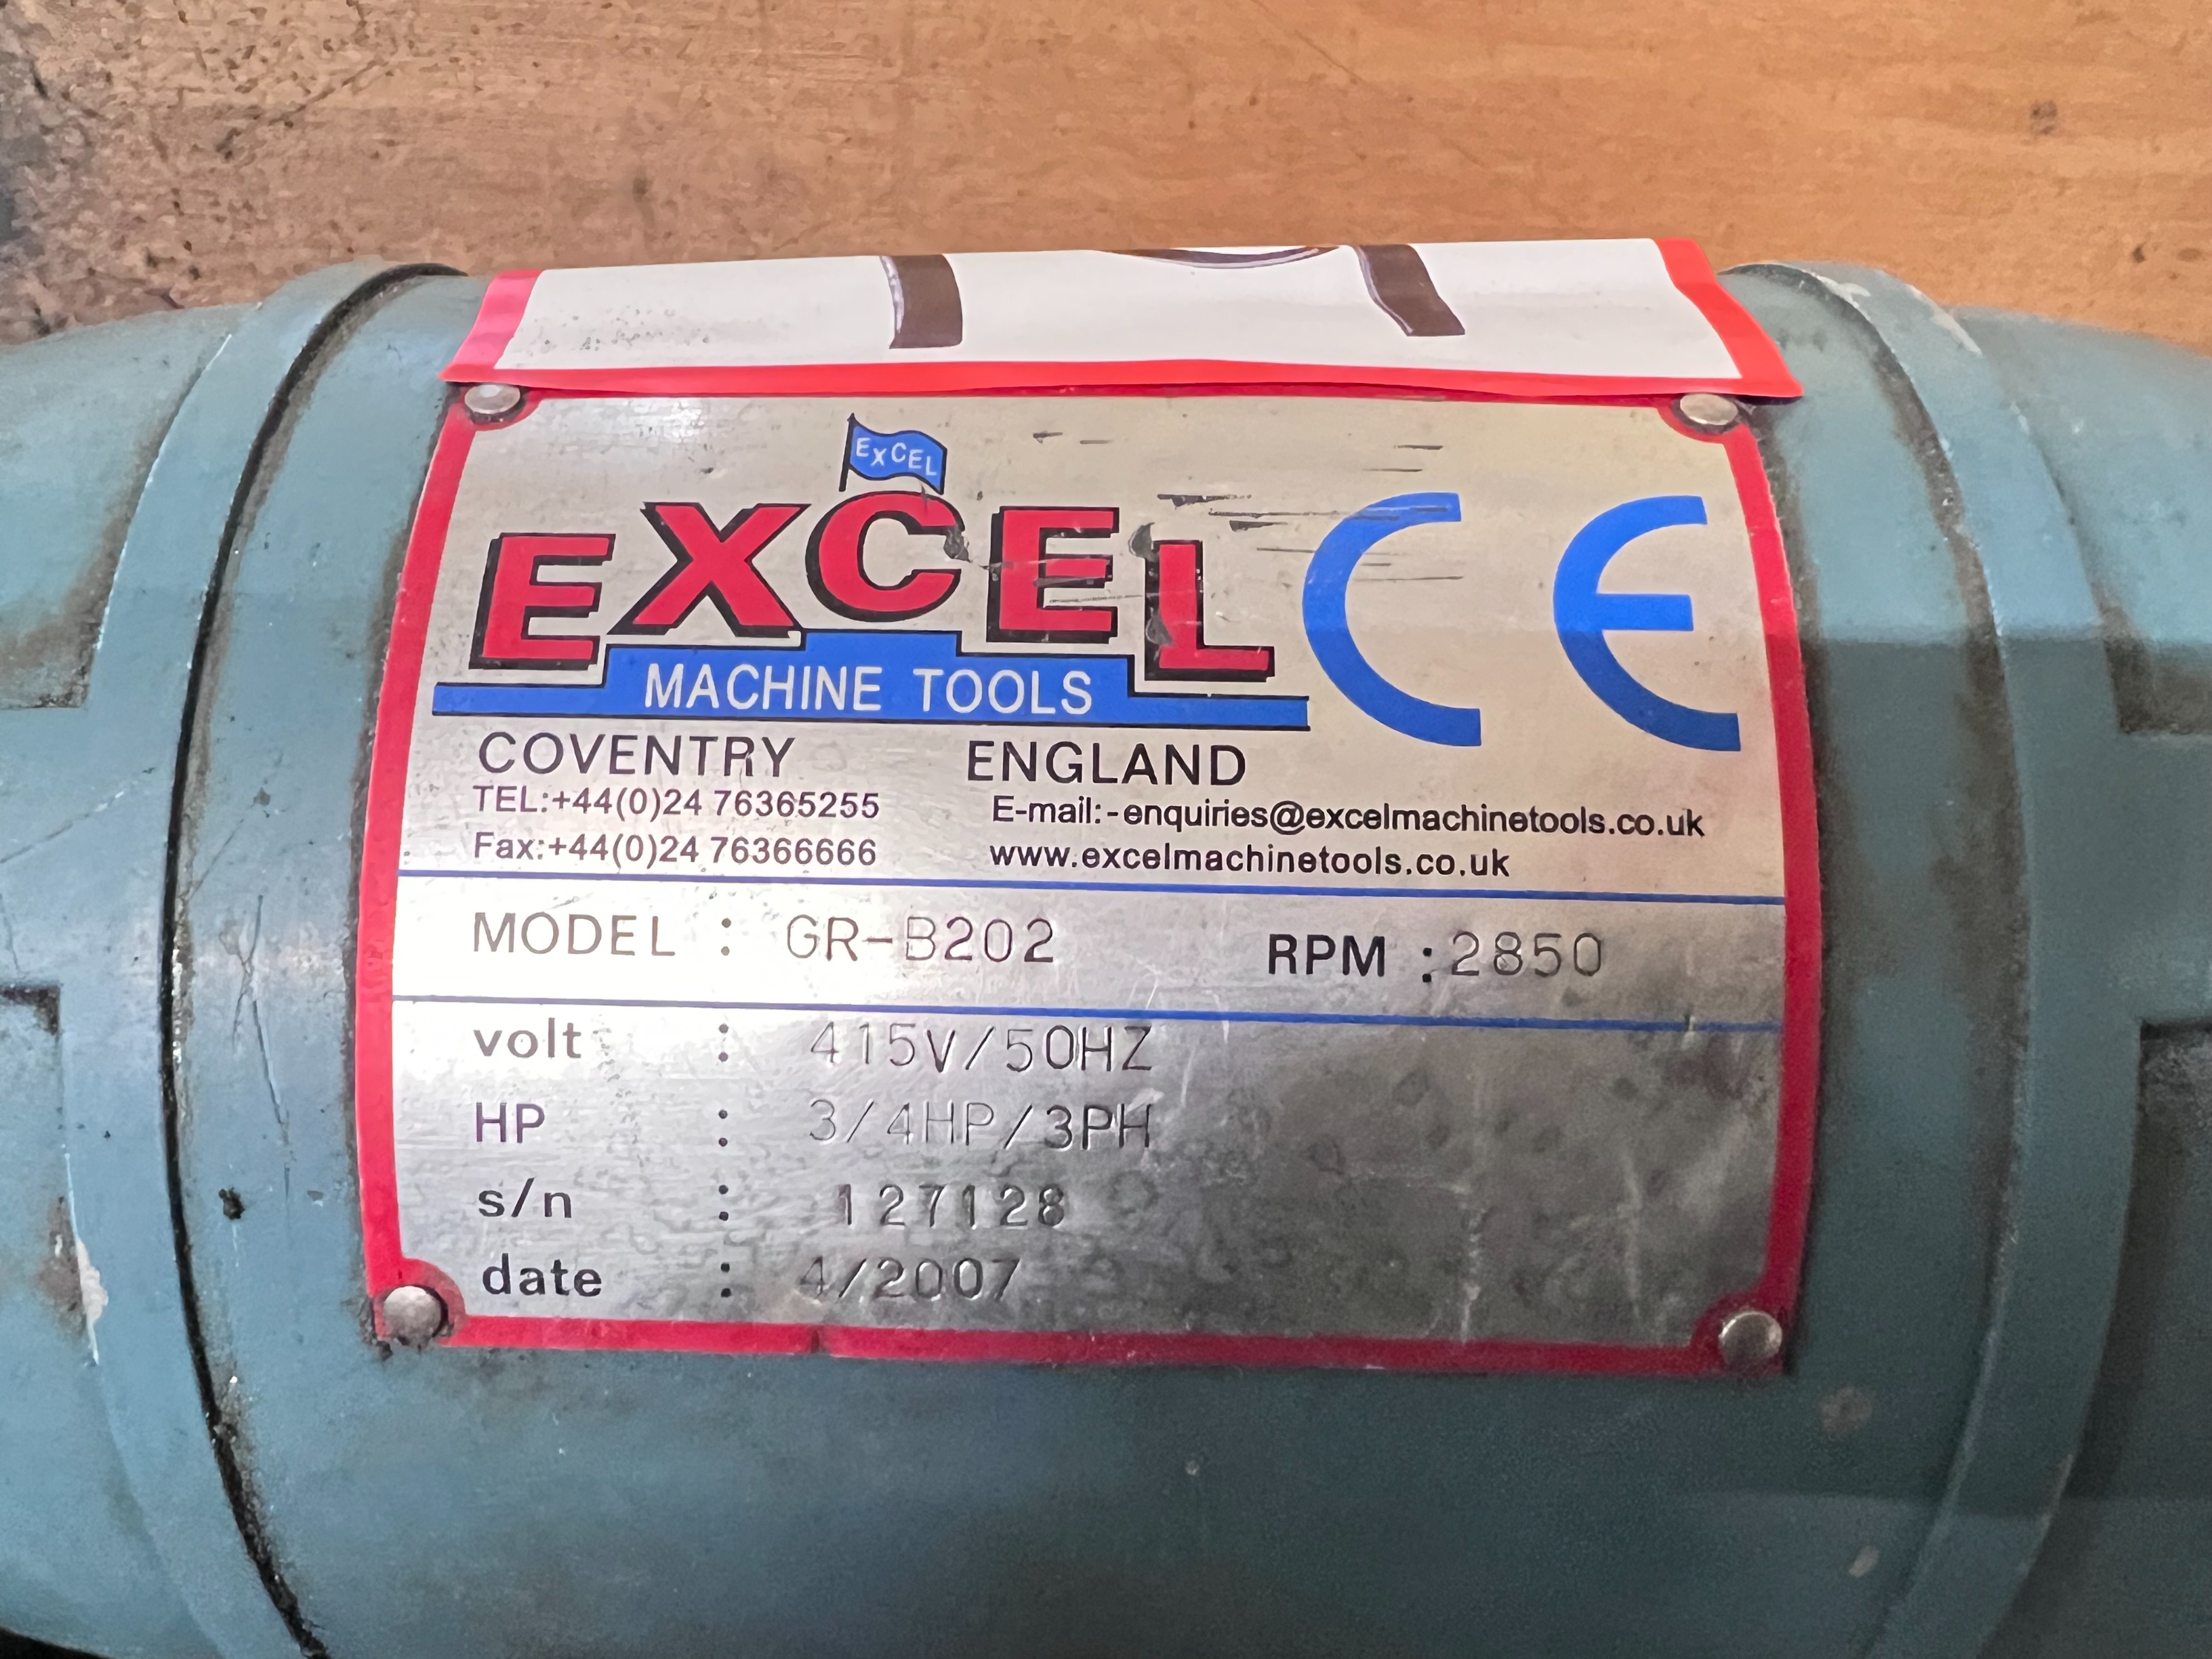 EXCEL
EXCEL CE
MACHINE TOOLS
COVENTRY ENGLAND
TEL:+44(0)24 76365255 E-mail:-enquiries@excelmachinetools.co.uk
Fax:+44(0)24 76366666 www.excelmachinetools.co.uk
MODEL : GR-B202 RPM :2850
volt : 415V/50HZ
HP : 3/4HP/3PH
s/n : 127128
date : 4/2007